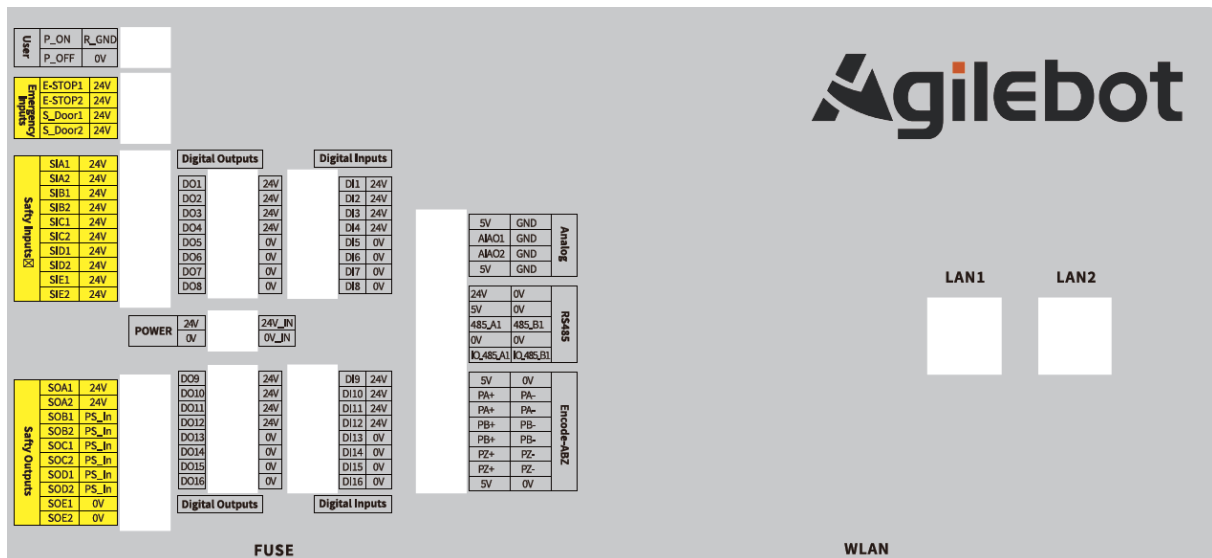 User
P_ON R_GND
P_OFF 0V
Agilebot
Emergency
Inputs
E-STOP1 24V
E-STOP2 24V
S_Door1 24V
S_Door2 24V
Safty Inputs
SIA1 24V
SIA2 24V
SIB1 24V
SIB2 24V
SIC1 24V
SIC2 24V
SID1 24V
SID2 24V
SIE1 24V
SIE2 24V
Digital Outputs
DO1 24V
DO2 24V
DO3 24V
DO4 24V
DO5 0V
DO6 0V
DO7 0V
DO8 0V
Digital Inputs
DI1 24V
DI2 24V
DI3 24V
DI4 24V
DI5 0V
DI6 0V
DI7 0V
DI8 0V
POWER
24V 24V_IN
0V 0V_IN
Safty Outputs
SOA1 24V
SOA2 24V
SOB1 PS_In
SOB2 PS_In
SOC1 PS_In
SOC2 PS_In
SOD1 PS_In
SOD2 PS_In
SOE1 0V
SOE2 0V
DO9 24V
DO10 24V
DO11 24V
DO12 24V
DO13 0V
DO14 0V
DO15 0V
DO16 0V
Digital Outputs
DI9 24V
DI10 24V
DI11 24V
DI12 24V
DI13 0V
DI14 0V
DI15 0V
DI16 0V
Digital Inputs
5V GND
AIAO1 GND
AIAO2 GND
5V GND
Analog
24V 0V
5V 0V
485_A1 485_B1
0V 0V
IO_485_A1 IO_485_B1
RS485
5V 0V
PA+ PA-
PA+ PA-
PB+ PB-
PB+ PB-
PZ+ PZ-
PZ+ PZ-
5V 0V
Encode-ABZ
LAN1 LAN2
FUSE WLAN